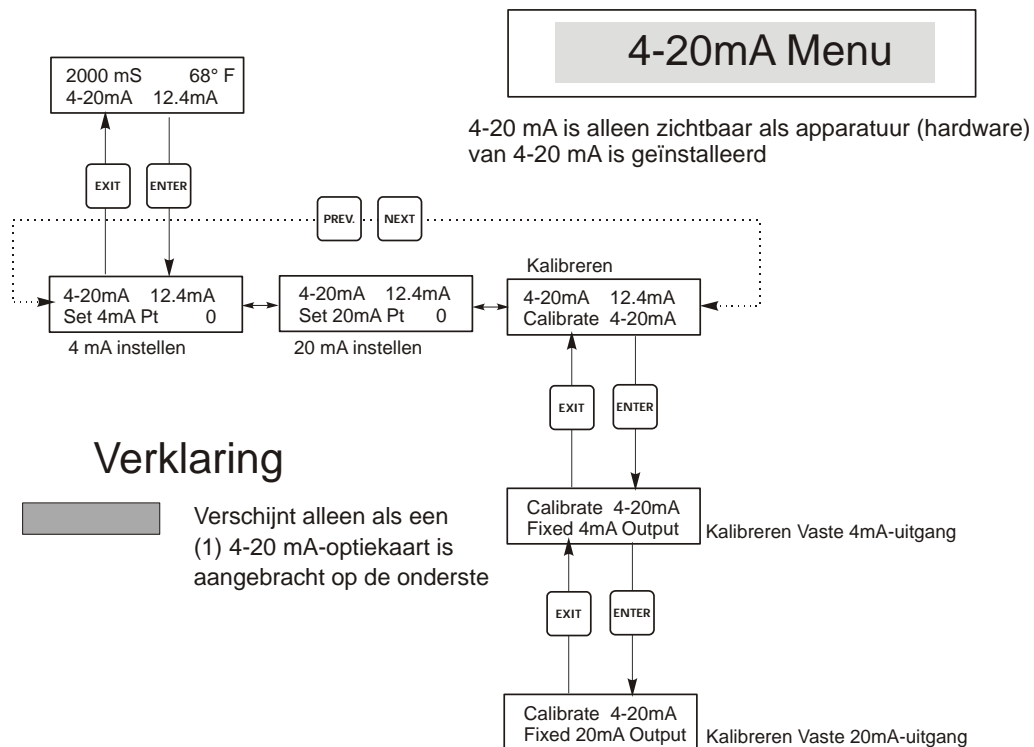 4-20mA Menu
2000 mS 68° F
4-20mA 12.4mA
4-20 mA is alleen zichtbaar als apparatuur (hardware)
van 4-20 mA is geïnstalleerd
EXIT
ENTER
PREV.
NEXT
4-20mA 12.4mA
Set 4mA Pt 0
4 mA instellen
4-20mA 12.4mA
Set 20mA Pt 0
20 mA instellen
Kalibreren
4-20mA 12.4mA
Calibrate 4-20mA
EXIT
ENTER
Verklaring
Verschijnt alleen als een
(1) 4-20 mA-optiekaart is
aangebracht op de onderste
Calibrate 4-20mA
Fixed 4mA Output
Kalibreren Vaste 4mA-uitgang
EXIT
ENTER
Calibrate 4-20mA
Fixed 20mA Output
Kalibreren Vaste 20mA-uitgang